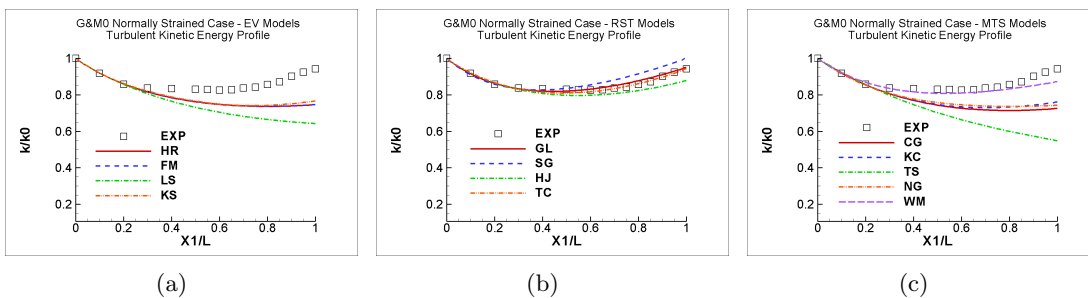 G&M0 Normally Strained Case - EV Models
Turbulent Kinetic Energy Profile
1
0.8
0.6
0.4
0.2
k/k0
EXP
HR
FM
LS
KS
0 0.2 0.4 0.6 0.8 1
X1/L
(a)
G&M0 Normally Strained Case - RST Models
Turbulent Kinetic Energy Profile
1
0.8
0.6
0.4
0.2
k/k0
EXP
GL
SG
HJ
TC
0 0.2 0.4 0.6 0.8 1
X1/L
(b)
G&M0 Normally Strained Case - MTS Models
Turbulent Kinetic Energy Profile
1
0.8
0.6
0.4
0.2
k/k0
EXP
CG
KC
TS
NG
WM
0 0.2 0.4 0.6 0.8 1
X1/L
(c)